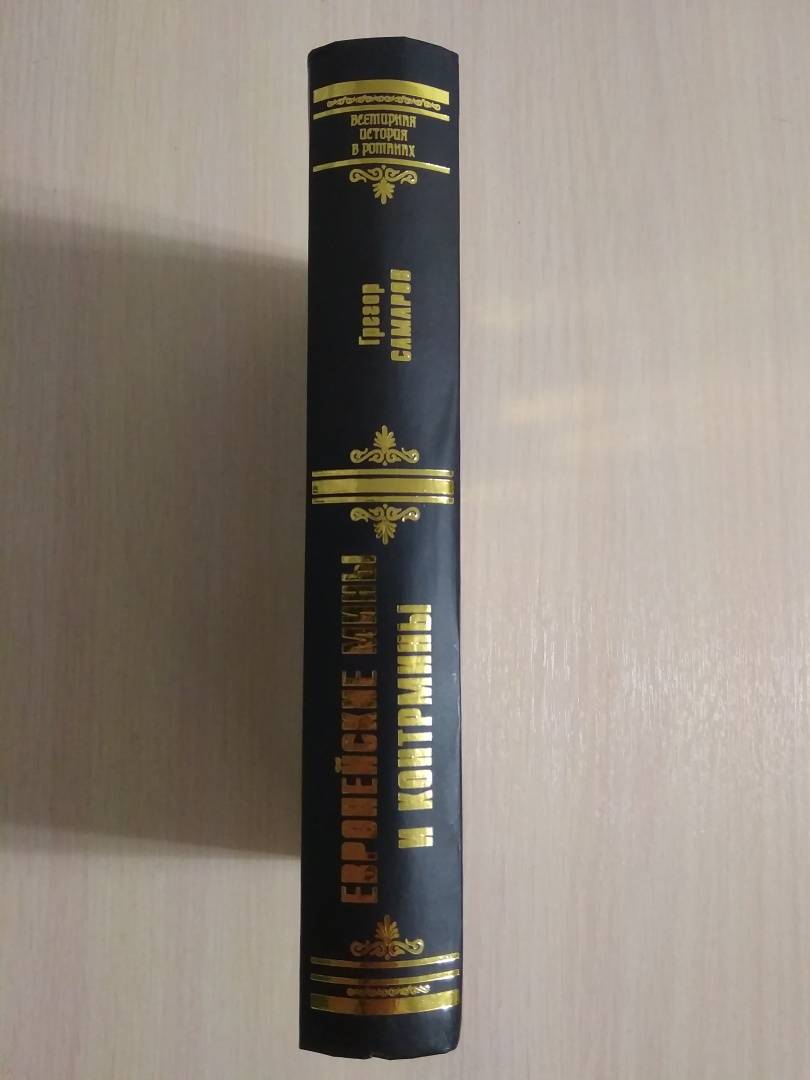 ВСЕМИРНАЯ
ИСТОРИЯ
В РОМАНАХ
Грегор
САМАРОВ
ЕВРОПЕЙСКИЕ МИНЫ
И КОНТРМИНЫ